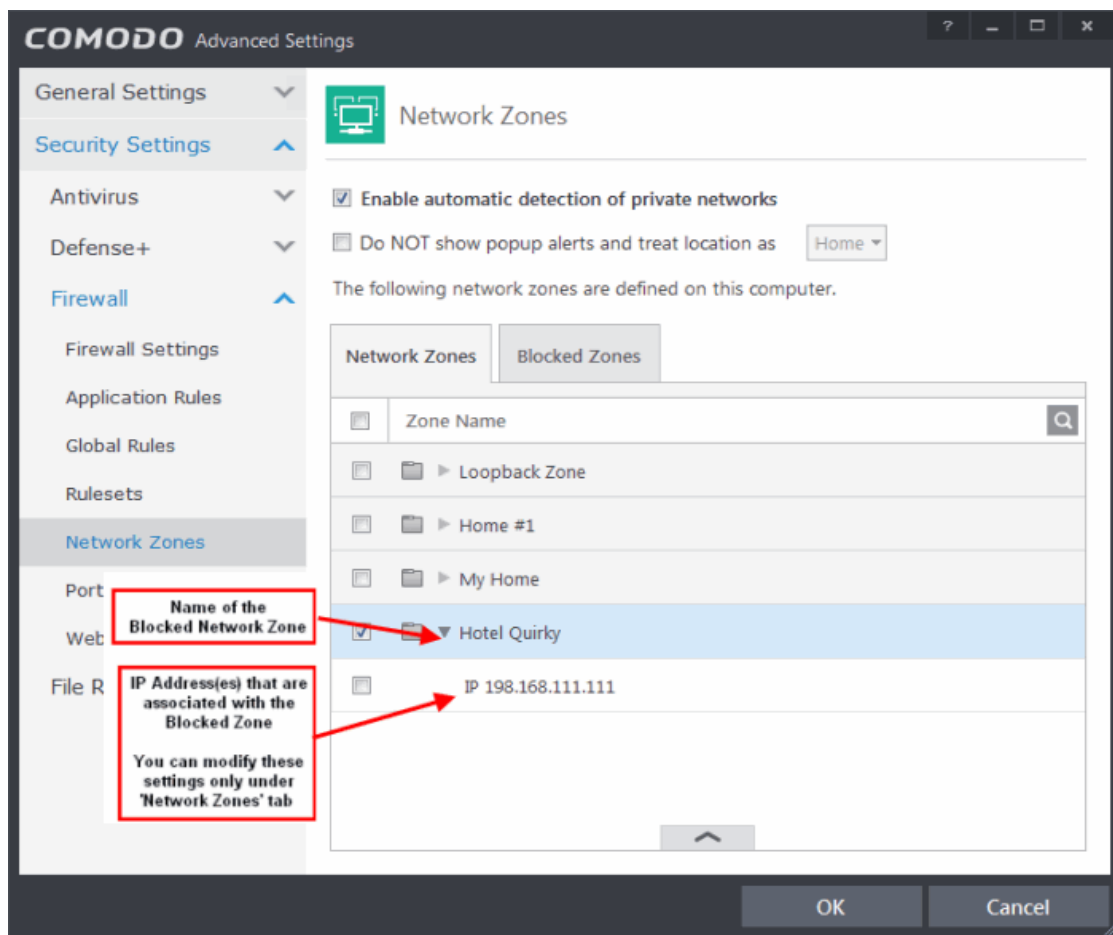 COMODO Advanced Settings
General Settings
Security Settings
Antivirus
Defense+
Firewall
Firewall Settings
Application Rules
Global Rules
Rulesets
Network Zones
Port
Web
File R
Name of the
Blocked Network Zone
IP Address(es) that are
associated with the
Blocked Zone
You can modify these
settings only under
'Network Zones' tab
Network Zones
Enable automatic detection of private networks
Do NOT show popup alerts and treat location as Home
The following network zones are defined on this computer.
Network Zones Blocked Zones
Zone Name
Loopback Zone
Home #1
My Home
Hotel Quirky
IP 198.168.111.111
OK Cancel